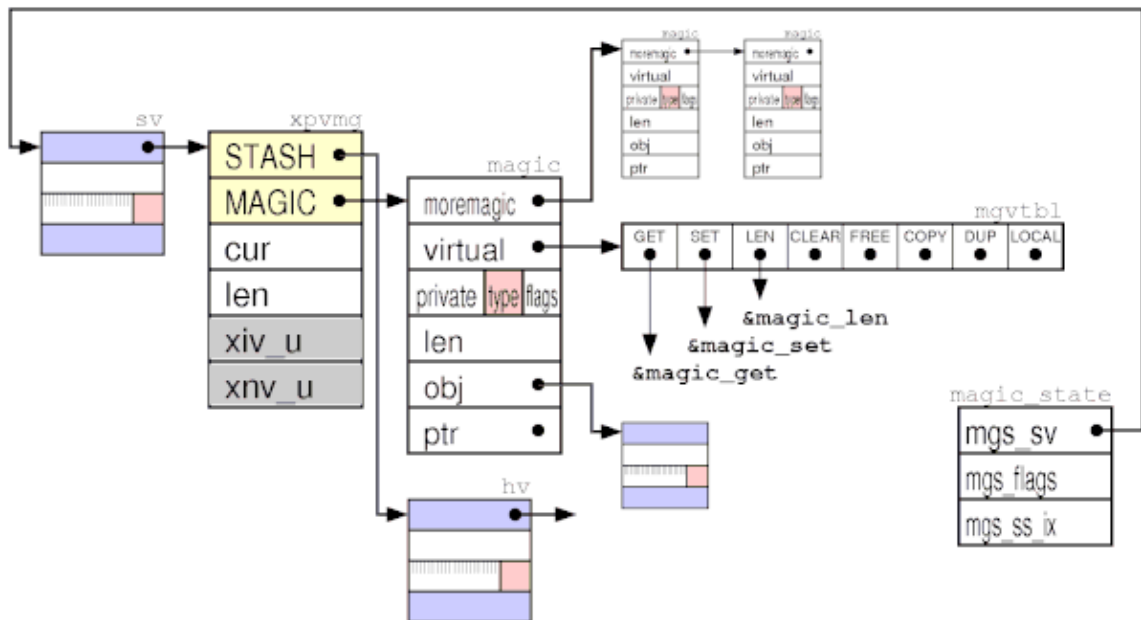 sv
xpvmg
STASH
MAGIC
cur
len
xiv_u
xnv_u
magic
moremagic
virtual
private type flags
len
obj
ptr
magic
moremagic
virtual
private type flags
len
obj
ptr
magic
moremagic
virtual
private type flags
len
obj
ptr
mgvtbl
GET SET LEN CLEAR FREE COPY DUP LOCAL
&magic_len
&magic_set
&magic_get
hv
magic_state
mgs_sv
mgs_flags
mgs_ss_ix